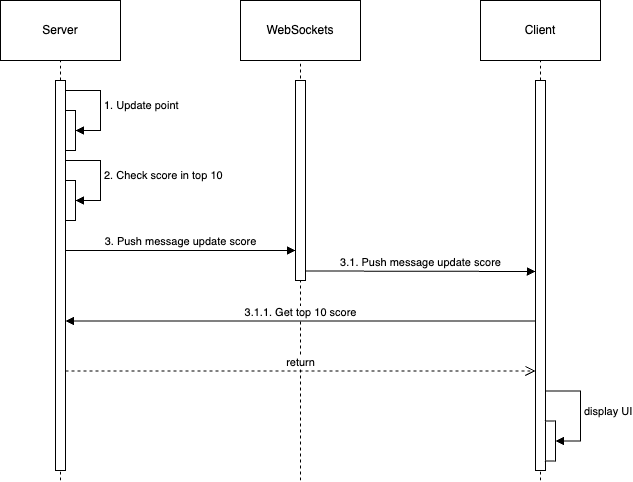 Server
WebSockets
Client
1. Update point
2. Check score in top 10
3. Push message update score
3.1. Push message update score
3.1.1. Get top 10 score
return
display UI